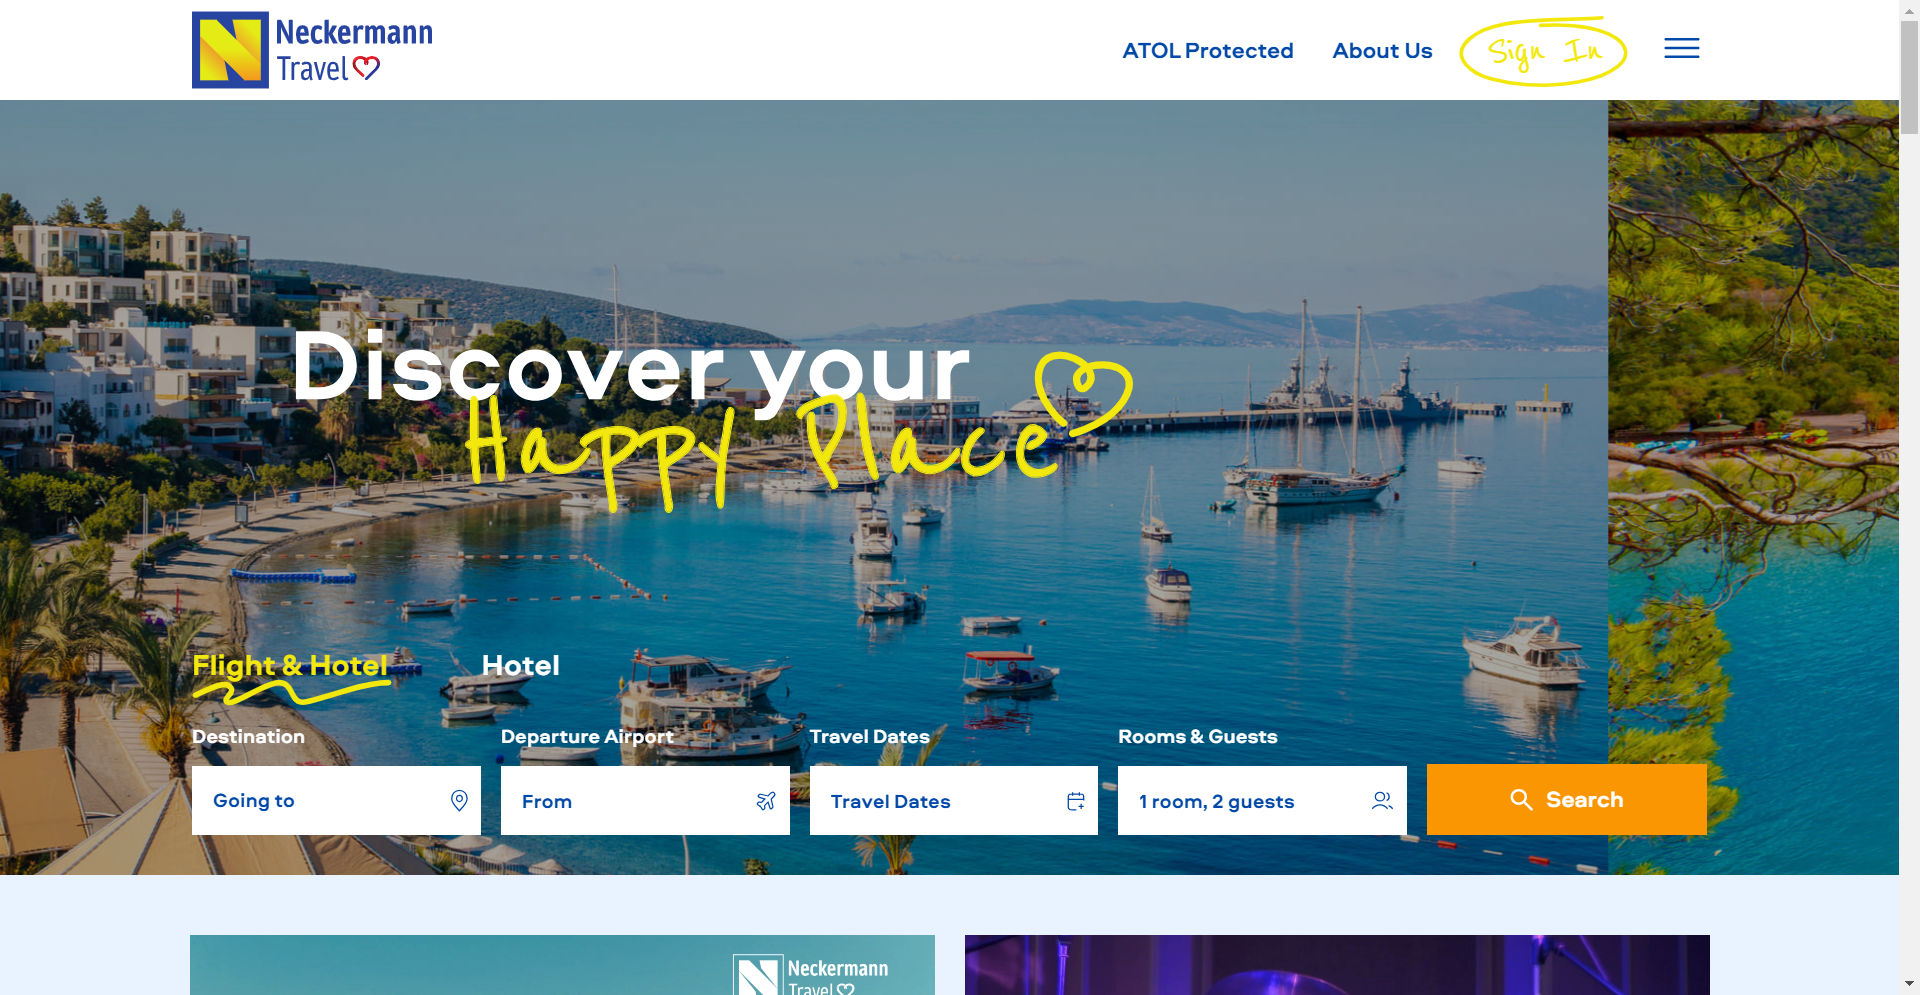 Neckermann
Travel
ATOL Protected
About Us
Sign In
Discover your
Happy Place
Flight & Hotel
Hotel
Destination
Departure Airport
Travel Dates
Rooms & Guests
Going to
From
Travel Dates
1 room, 2 guests
Search
Neckermann
Travel